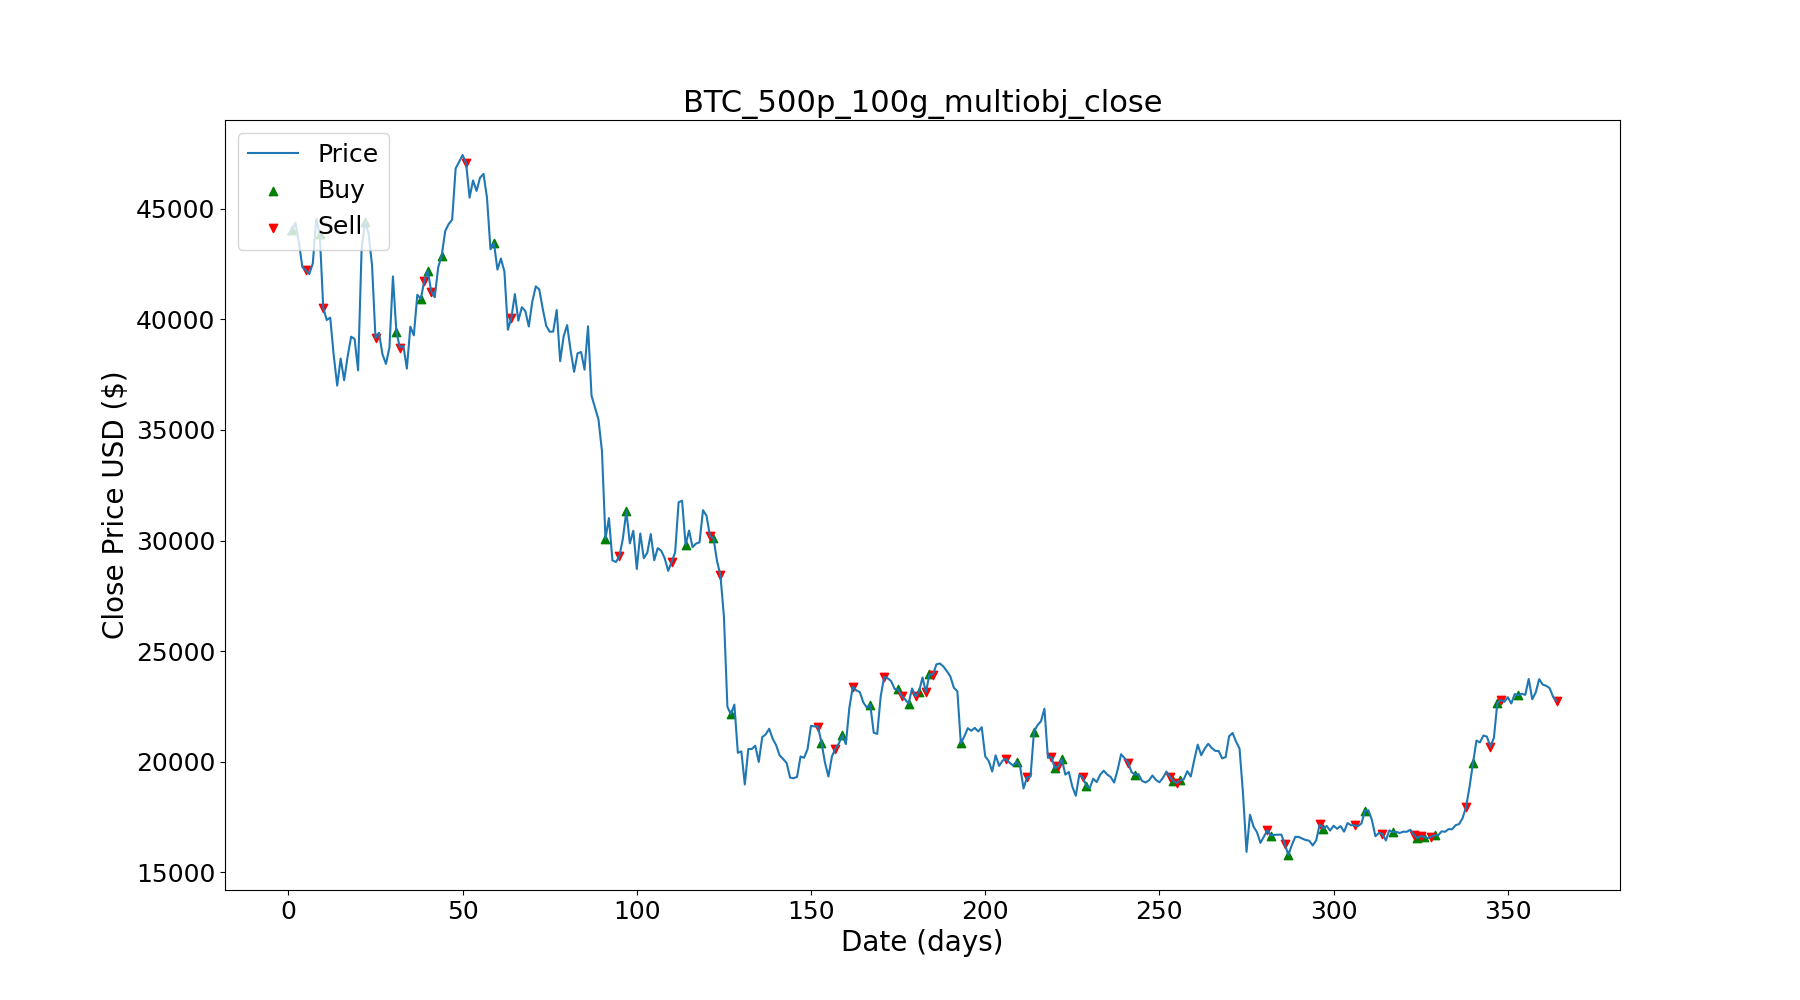 BTC_500p_100g_multiobj_close
Price
Buy
Sell
45000
40000
35000
30000
25000
20000
15000
Close Price USD ($)
0 50 100 150 200 250 300 350
Date (days)